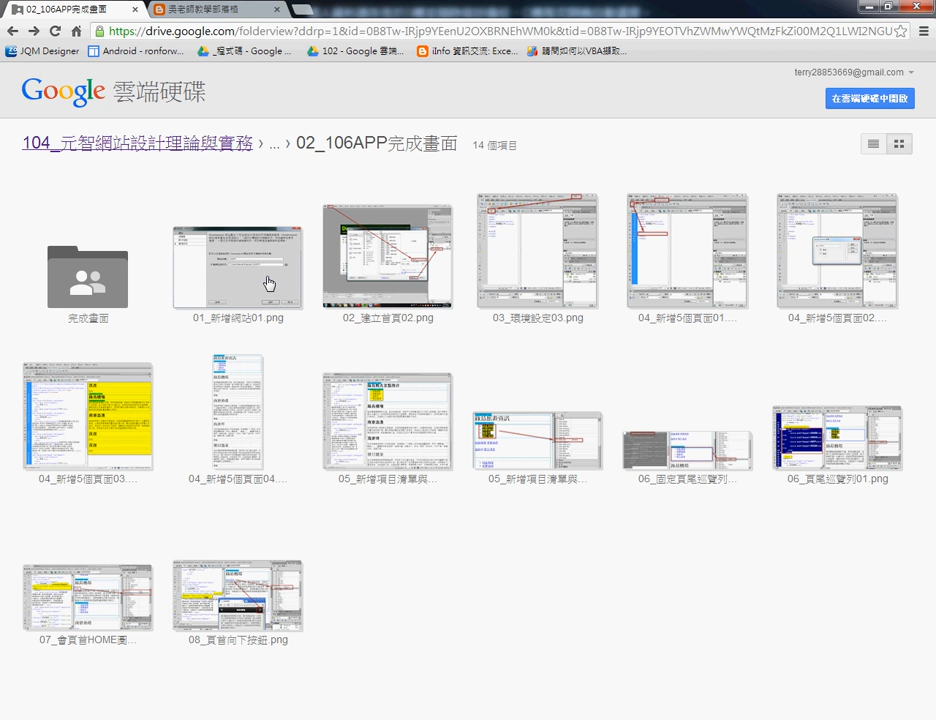 02_106APP完成畫面
吳老師教學部落格
https://drive.google.com/folderview?ddrp=1&id=0B8Tw-IRjp9YEenU2OXBRNEhWM0k&tid=0B8Tw-IRjp9YEOTVhZWMwYWQtMzFkZi00M2Q1LWI2NGU
JQM Designer
Android - ronforw...
_程式碼 - Google ...
102 - Google 雲端...
iInfo 資訊交流: Exce...
請問如何以VBA擷取...
terry28853669@gmail.com
Google 雲端硬碟
在雲端硬碟中開啟
104_元智網站設計理論與實務 › ... › 02_106APP完成畫面 14 個項目
完成畫面
01_新增網站01.png
02_建立首頁02.png
03_環境設定03.png
04_新增5個頁面01....
04_新增5個頁面02....
04_新增5個頁面03....
04_新增5個頁面04....
05_新增項目清單與...
05_新增項目清單與...
06_固定頁尾巡覽列...
06_頁尾巡覽列01.png
07_會頁首HOME圖...
08_頁首向下按鈕.png